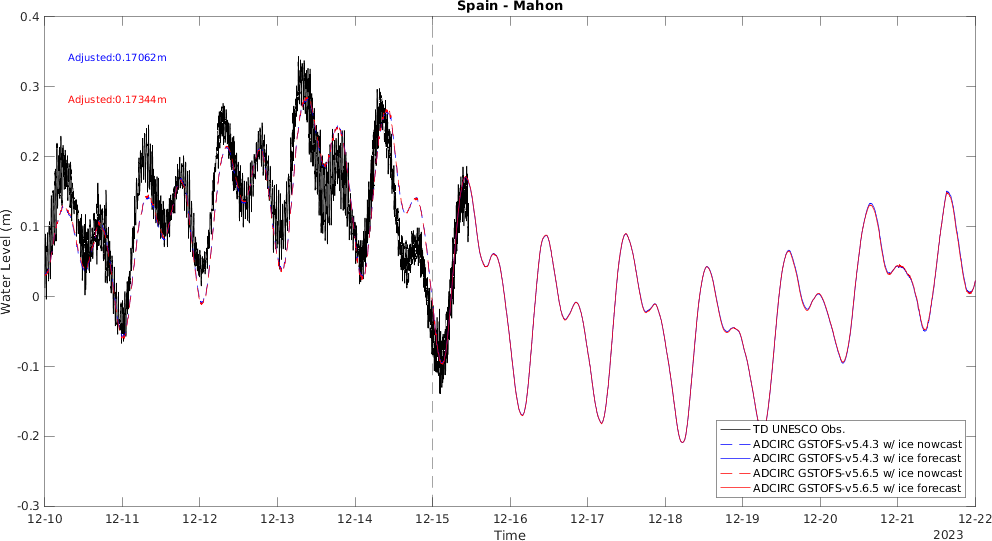 Spain - Mahon
0.4
0.3
0.2
0.1
0
-0.1
-0.2
-0.3
Water Level (m)
Adjusted:0.17062m
Adjusted:0.17344m
TD UNESCO Obs.
ADCIRC GSTOFS-v5.4.3 w/ ice nowcast
ADCIRC GSTOFS-v5.4.3 w/ ice forecast
ADCIRC GSTOFS-v5.6.5 w/ ice nowcast
ADCIRC GSTOFS-v5.6.5 w/ ice forecast
12-10 12-11 12-12 12-13 12-14 12-15 12-16 12-17 12-18 12-19 12-20 12-21 12-22
Time
2023